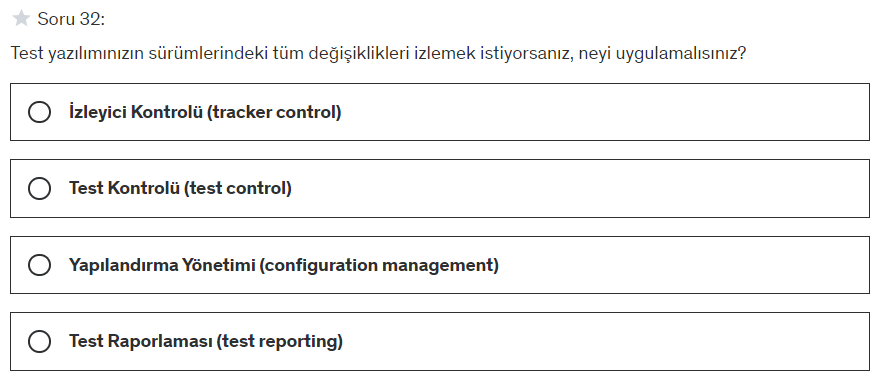 Soru 32:
Test yazılımınızın sürümlerindeki tüm değişiklikleri izlemek istiyorsanız, neyi uygulamalısınız?
İzleyici Kontrolü (tracker control)
Test Kontrolü (test control)
Yapılandırma Yönetimi (configuration management)
Test Raporlaması (test reporting)